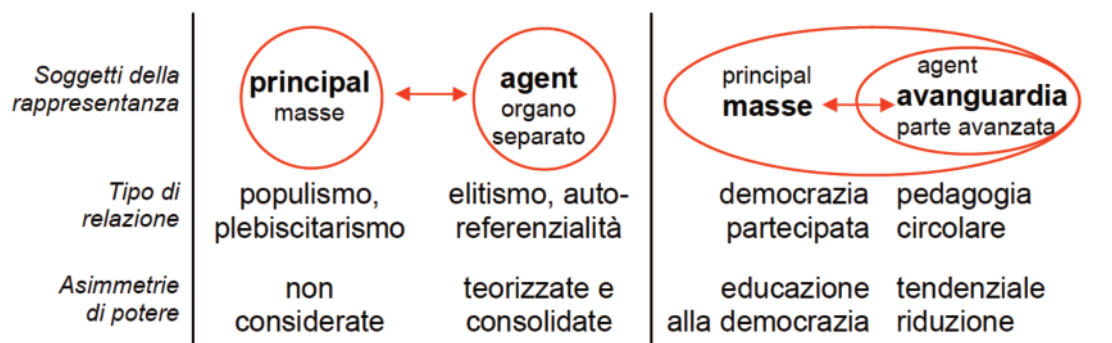 Soggetti della
rappresentanza
principal
masse
agent
organo
separato
principal
masse
agent
avanguardia
parte avanzata
Tipo di
relazione
populismo,
plebiscitarismo
elitismo, auto-
referenzialità
democrazia
partecipata
pedagogia
circolare
Asimmetrie
di potere
non
considerate
teorizzate e
consolidate
educazione
alla democrazia
tendenziale
riduzione